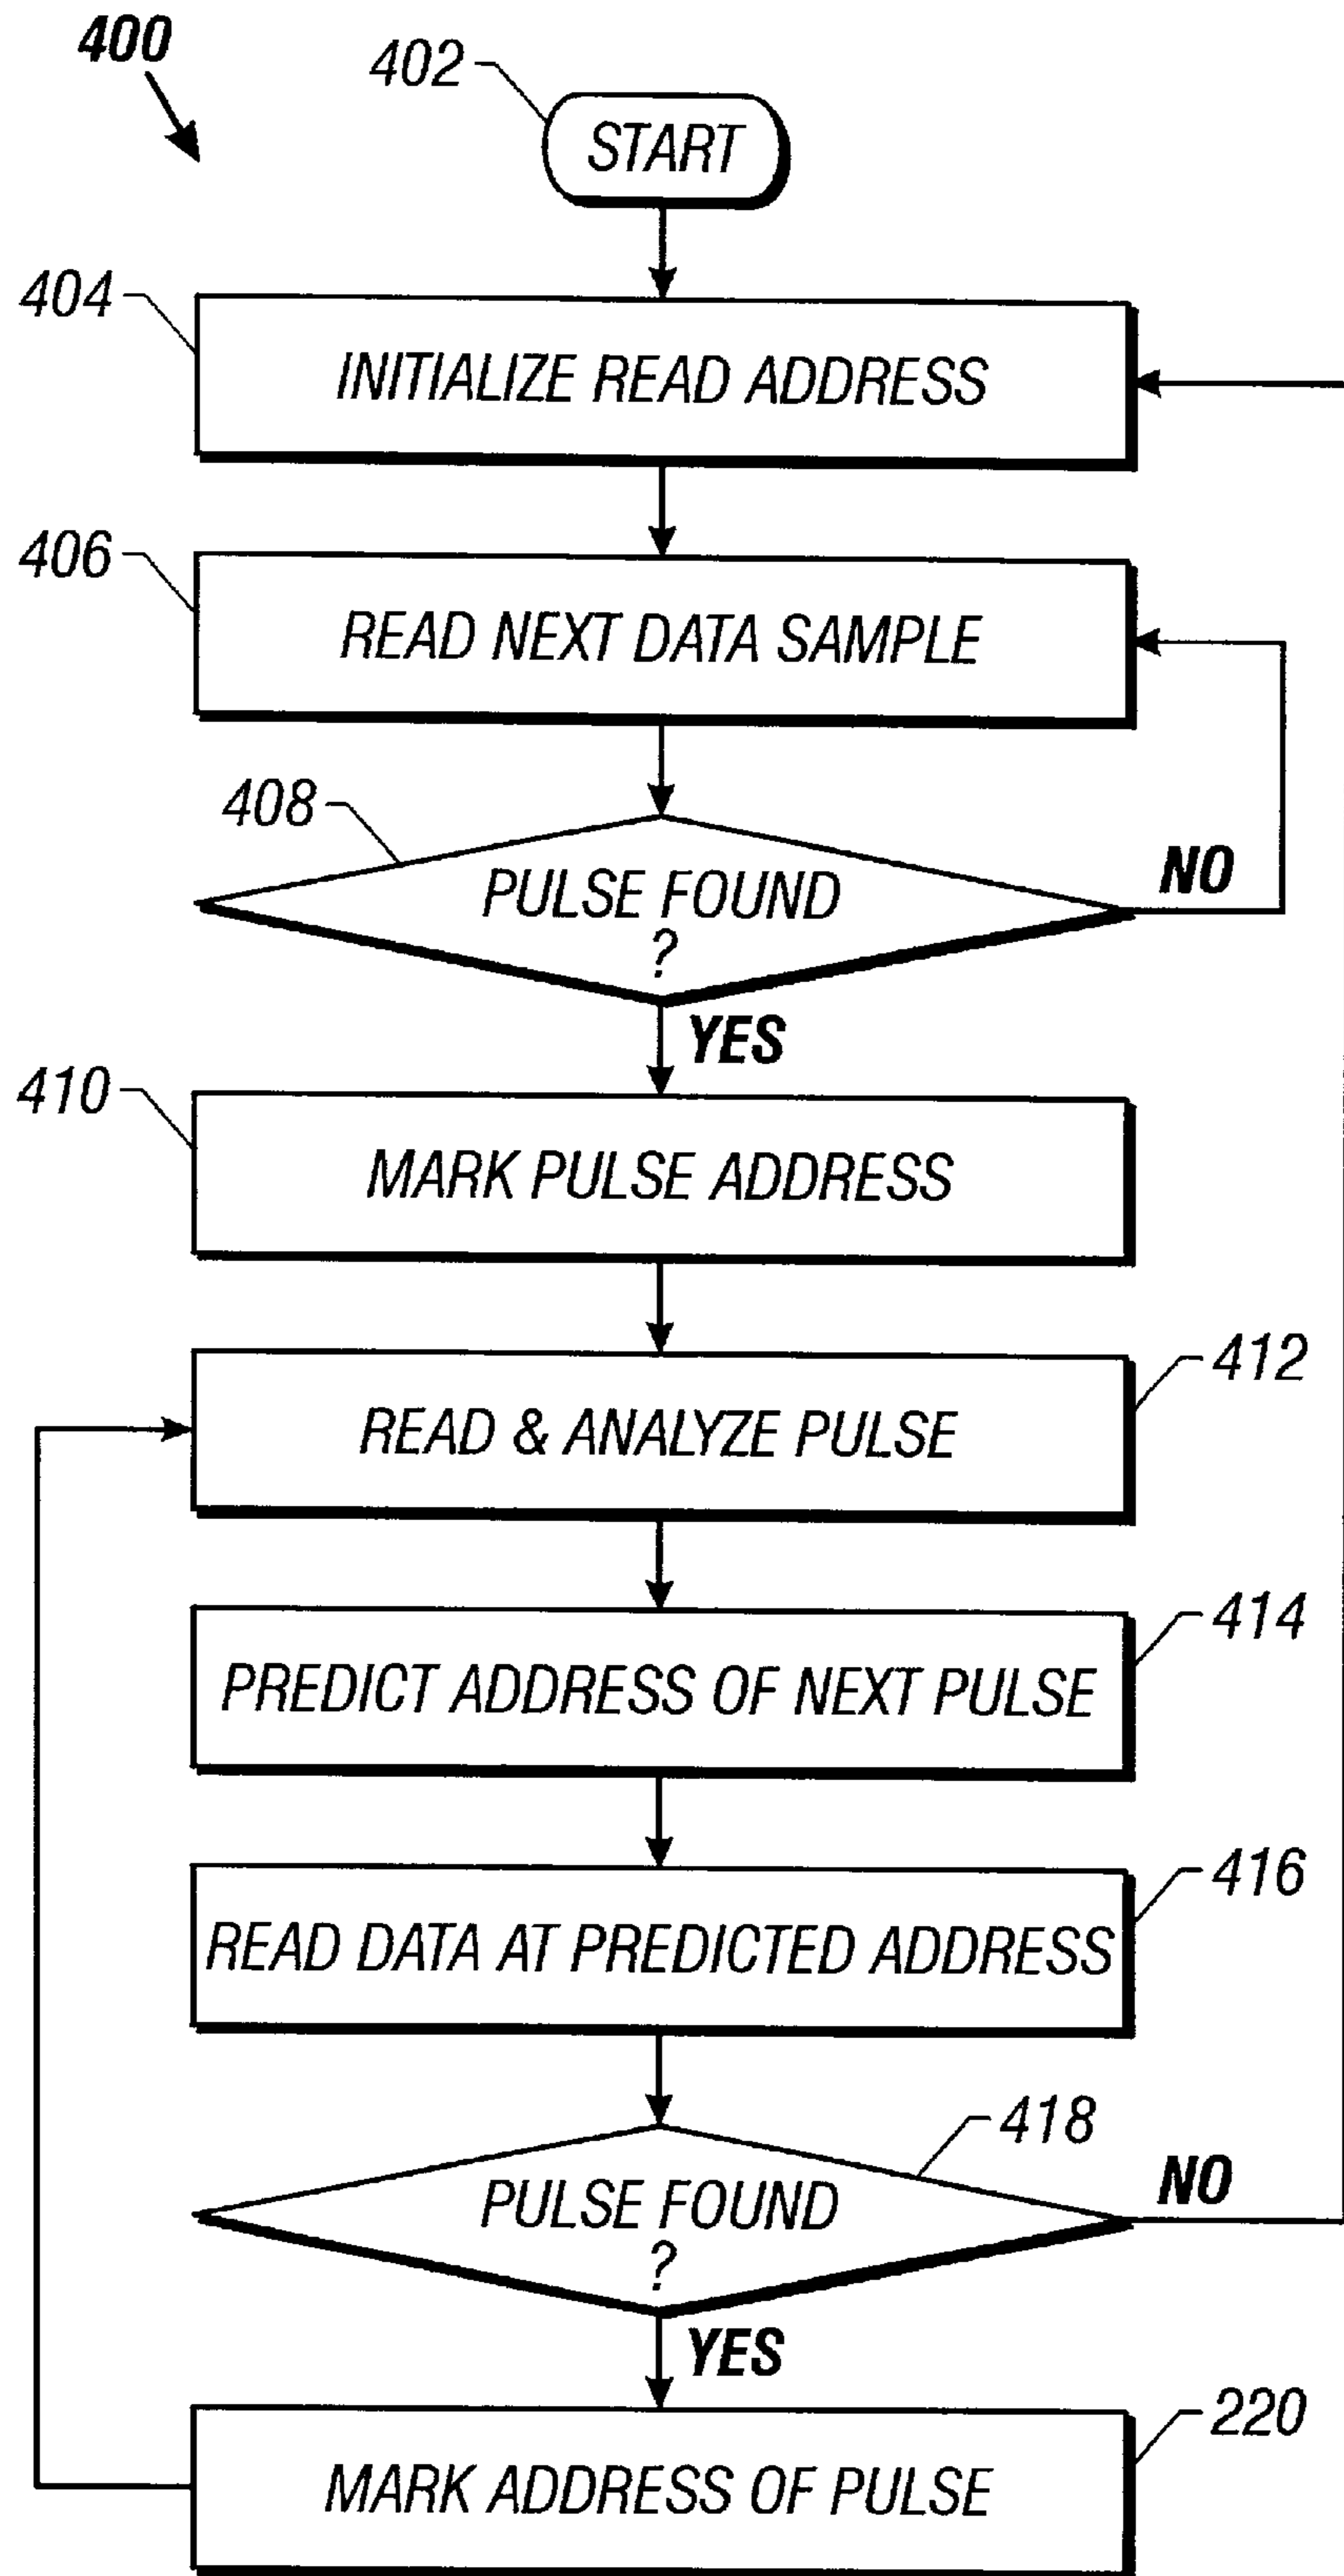 400
402
START
404
INITIALIZE READ ADDRESS
406
READ NEXT DATA SAMPLE
408
PULSE FOUND
?
NO
YES
410
MARK PULSE ADDRESS
412
READ & ANALYZE PULSE
414
PREDICT ADDRESS OF NEXT PULSE
416
READ DATA AT PREDICTED ADDRESS
418
PULSE FOUND
?
NO
YES
220
MARK ADDRESS OF PULSE